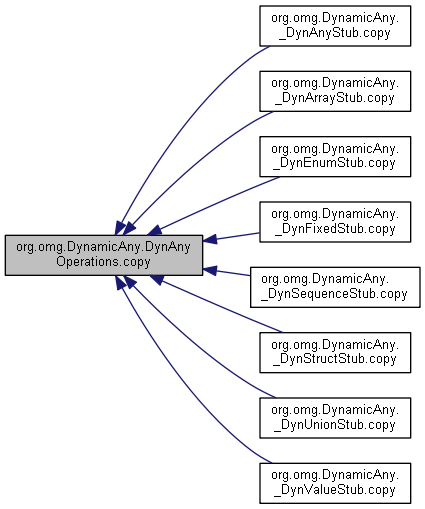 org.omg.DynamicAny.
_DynAnyStub.copy
org.omg.DynamicAny.
_DynArrayStub.copy
org.omg.DynamicAny.
_DynEnumStub.copy
org.omg.DynamicAny.
_DynFixedStub.copy
org.omg.DynamicAny.DynAny
Operations.copy
org.omg.DynamicAny.
_DynSequenceStub.copy
org.omg.DynamicAny.
_DynStructStub.copy
org.omg.DynamicAny.
_DynUnionStub.copy
org.omg.DynamicAny.
_DynValueStub.copy